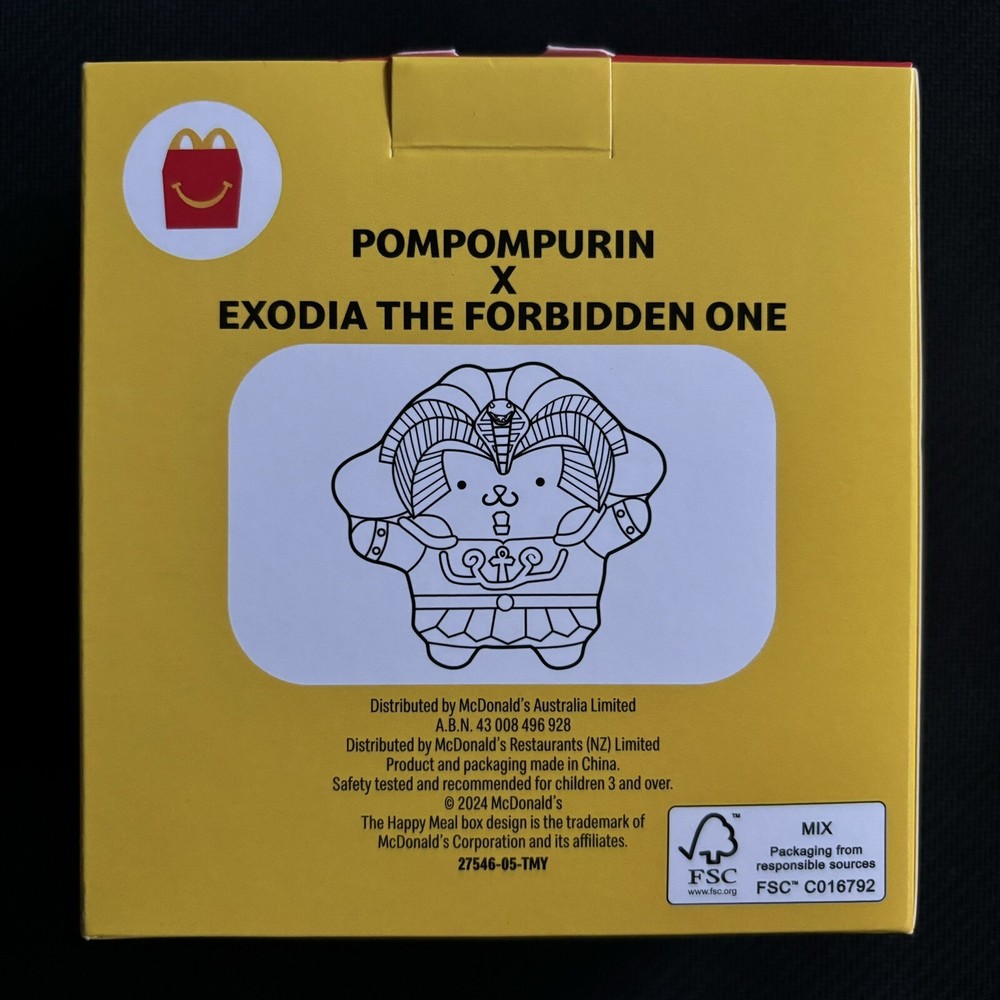 POMPOMPURIN
X
EXODIA THE FORBIDDEN ONE
Distributed by McDonald's Australia Limited
A.B.N. 43 008 496 928
Distributed by McDonald's Restaurants (NZ) Limited
Product and packaging made in China.
Safety tested and recommended for children 3 and over.
© 2024 McDonald's
The Happy Meal box design is the trademark of
McDonald's Corporation and its affiliates.
27546-05-TMY
™
FSC
www.fsc.org
MIX
Packaging from
responsible sources
FSC™ C016792